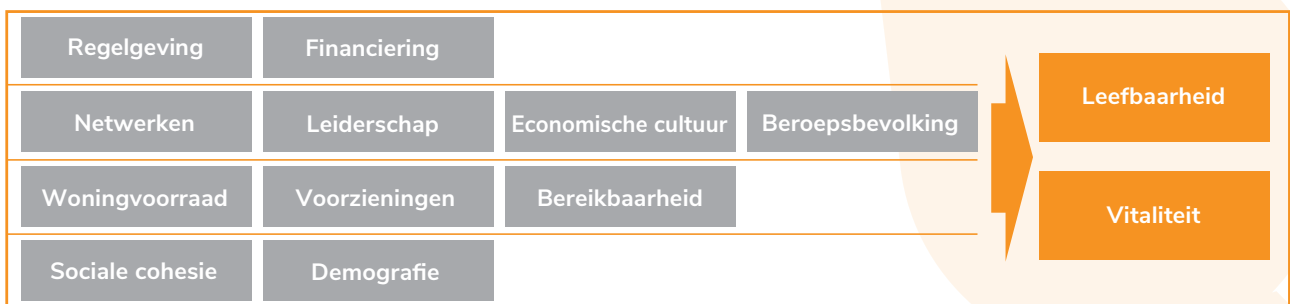 Regelgeving Financiering
Leefbaarheid
Netwerken Leiderschap Economische cultuur Beroepsbevolking
Woningvoorraad Voorzieningen Bereikbaarheid
Vitaliteit
Sociale cohesie Demografie